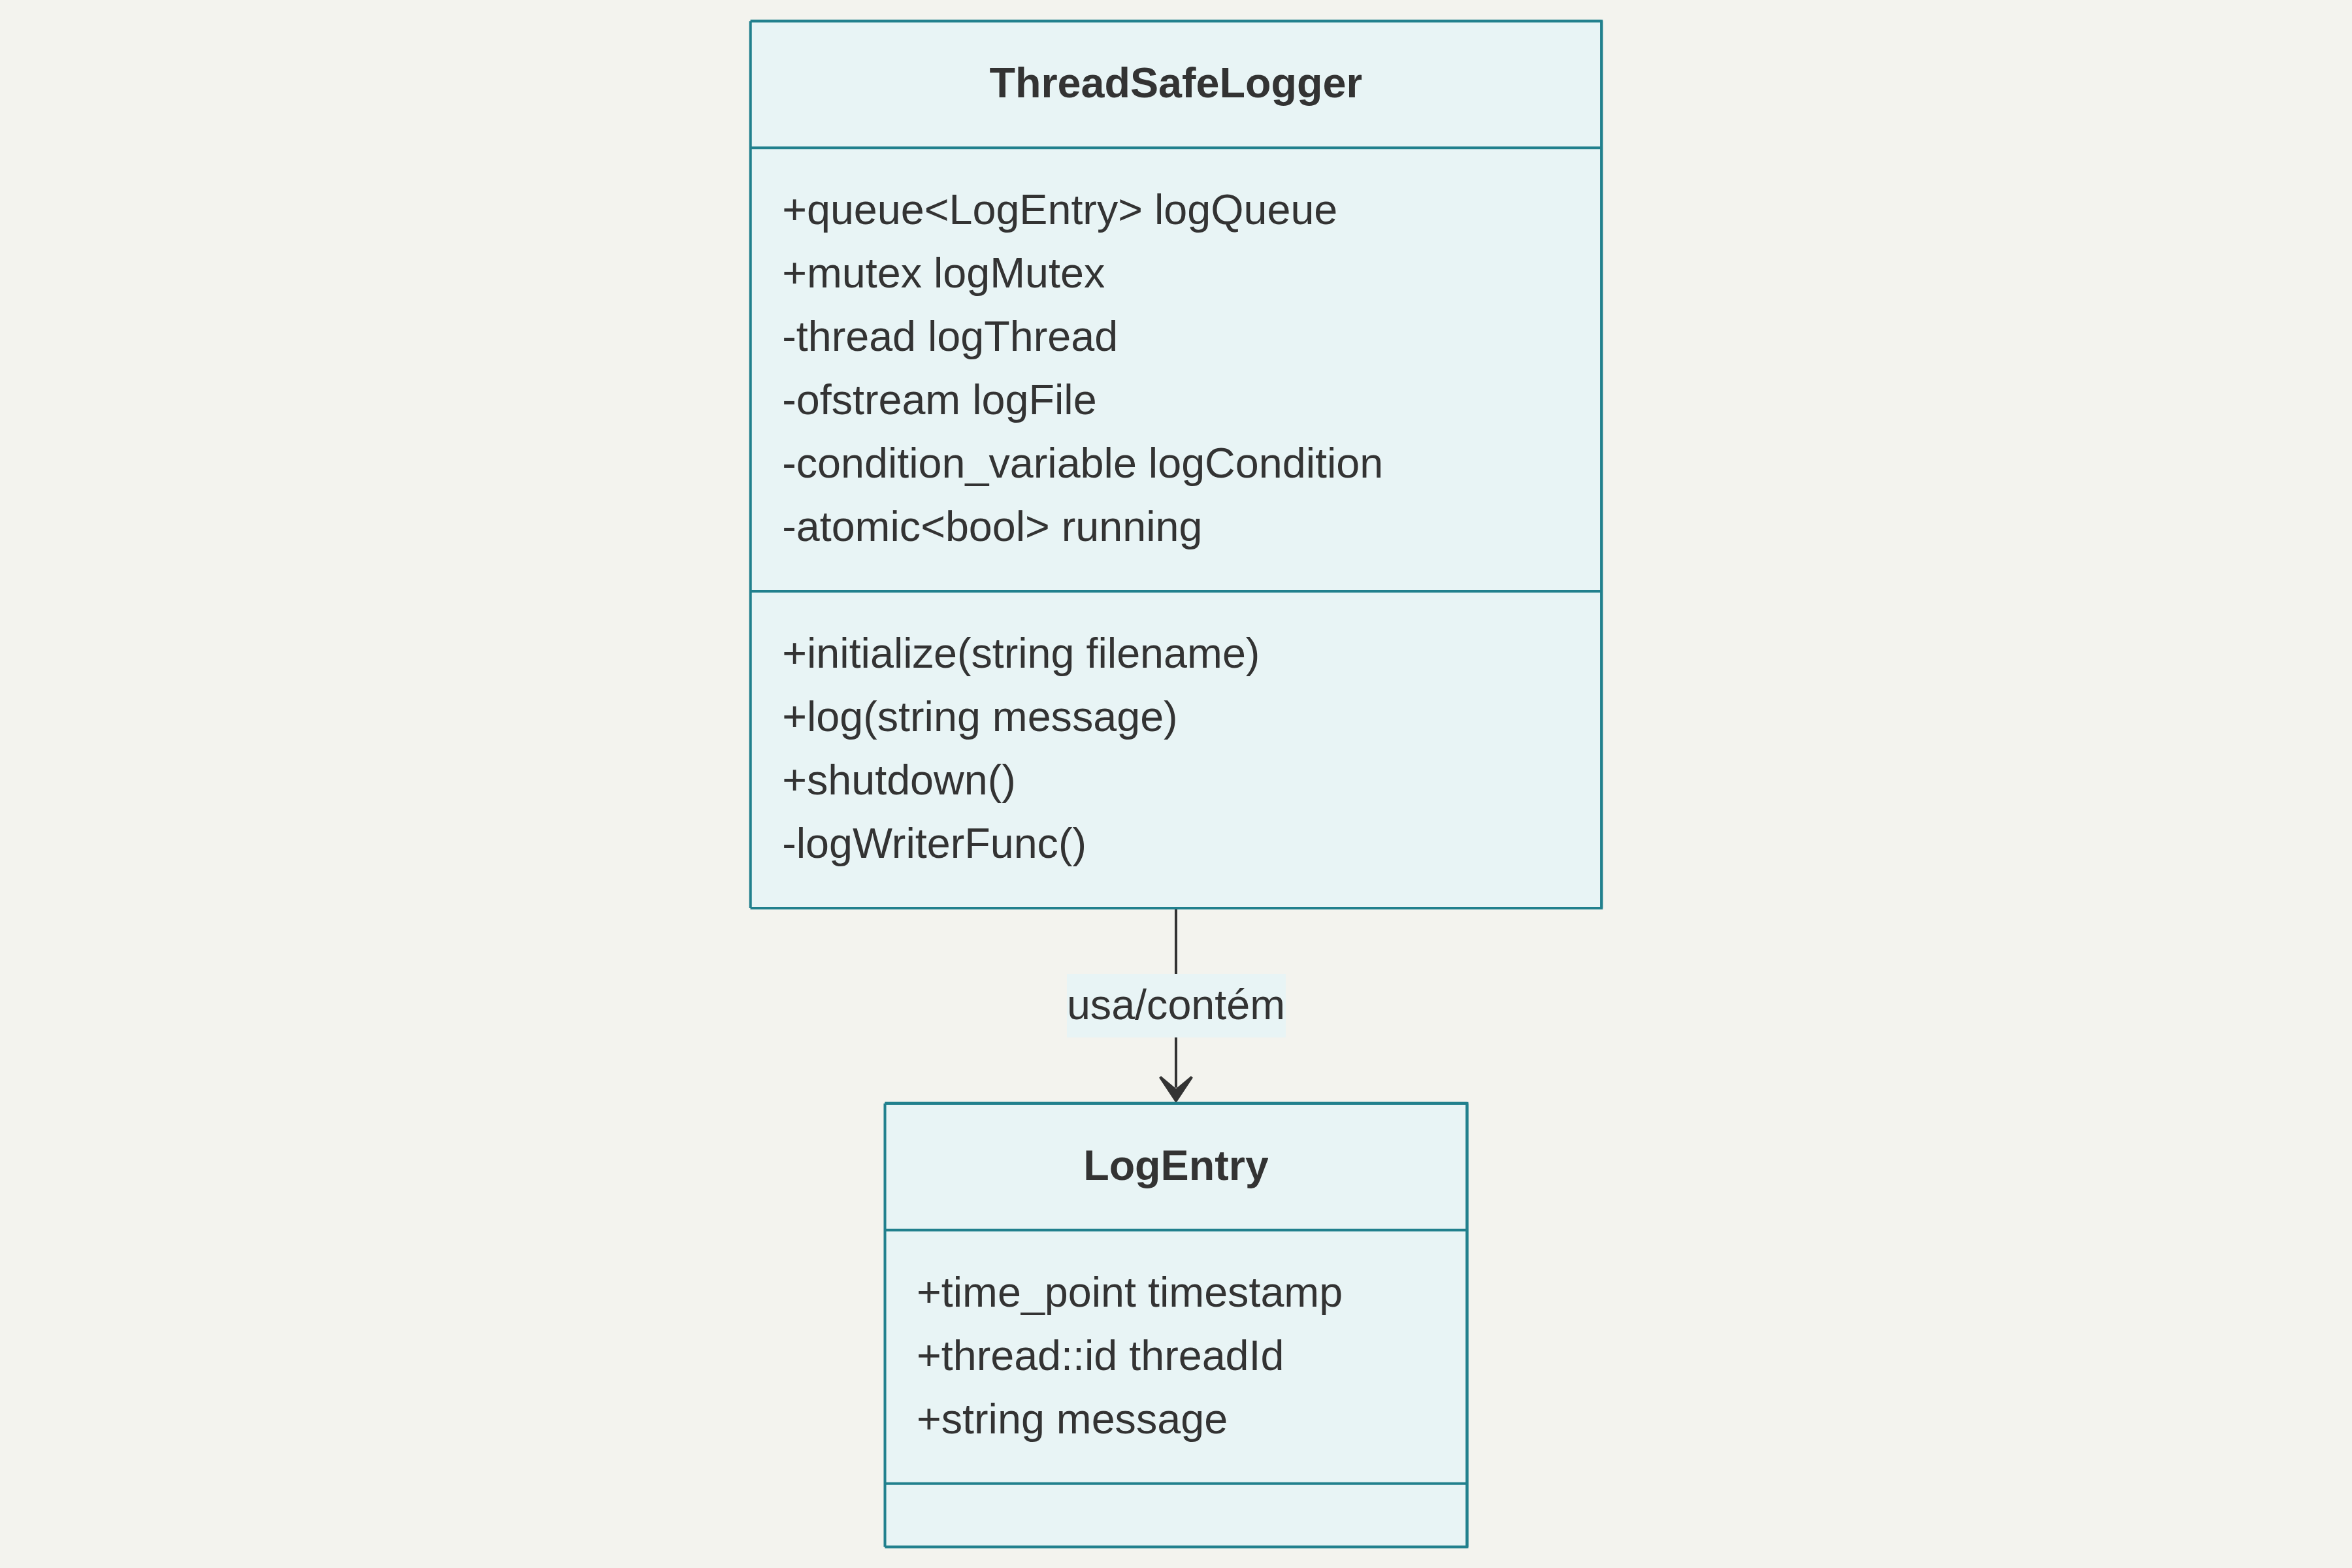 ThreadSafeLogger
+queue<LogEntry> logQueue
+mutex logMutex
-thread logThread
-ofstream logFile
-condition_variable logCondition
-atomic<bool> running
+initialize(string filename)
+log(string message)
+shutdown()
-logWriterFunc()
usa/contém
LogEntry
+time_point timestamp
+thread::id threadId
+string message